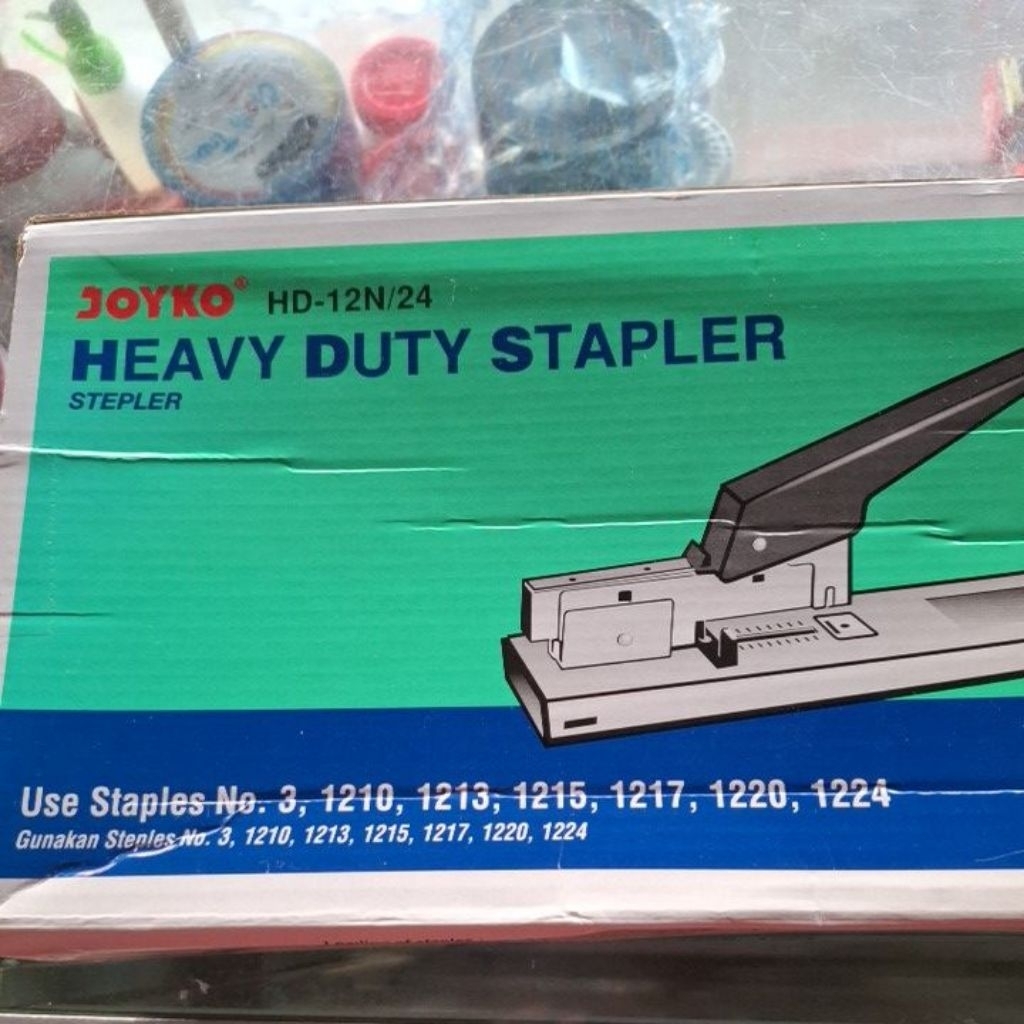 JOYKO® HD-12N/24
HEAVY DUTY STAPLER
STEPLER
Use Staples No. 3, 1210, 1213, 1215, 1217, 1220, 1224
Gunakan Steples No. 3, 1210, 1213, 1215, 1217, 1220, 1224